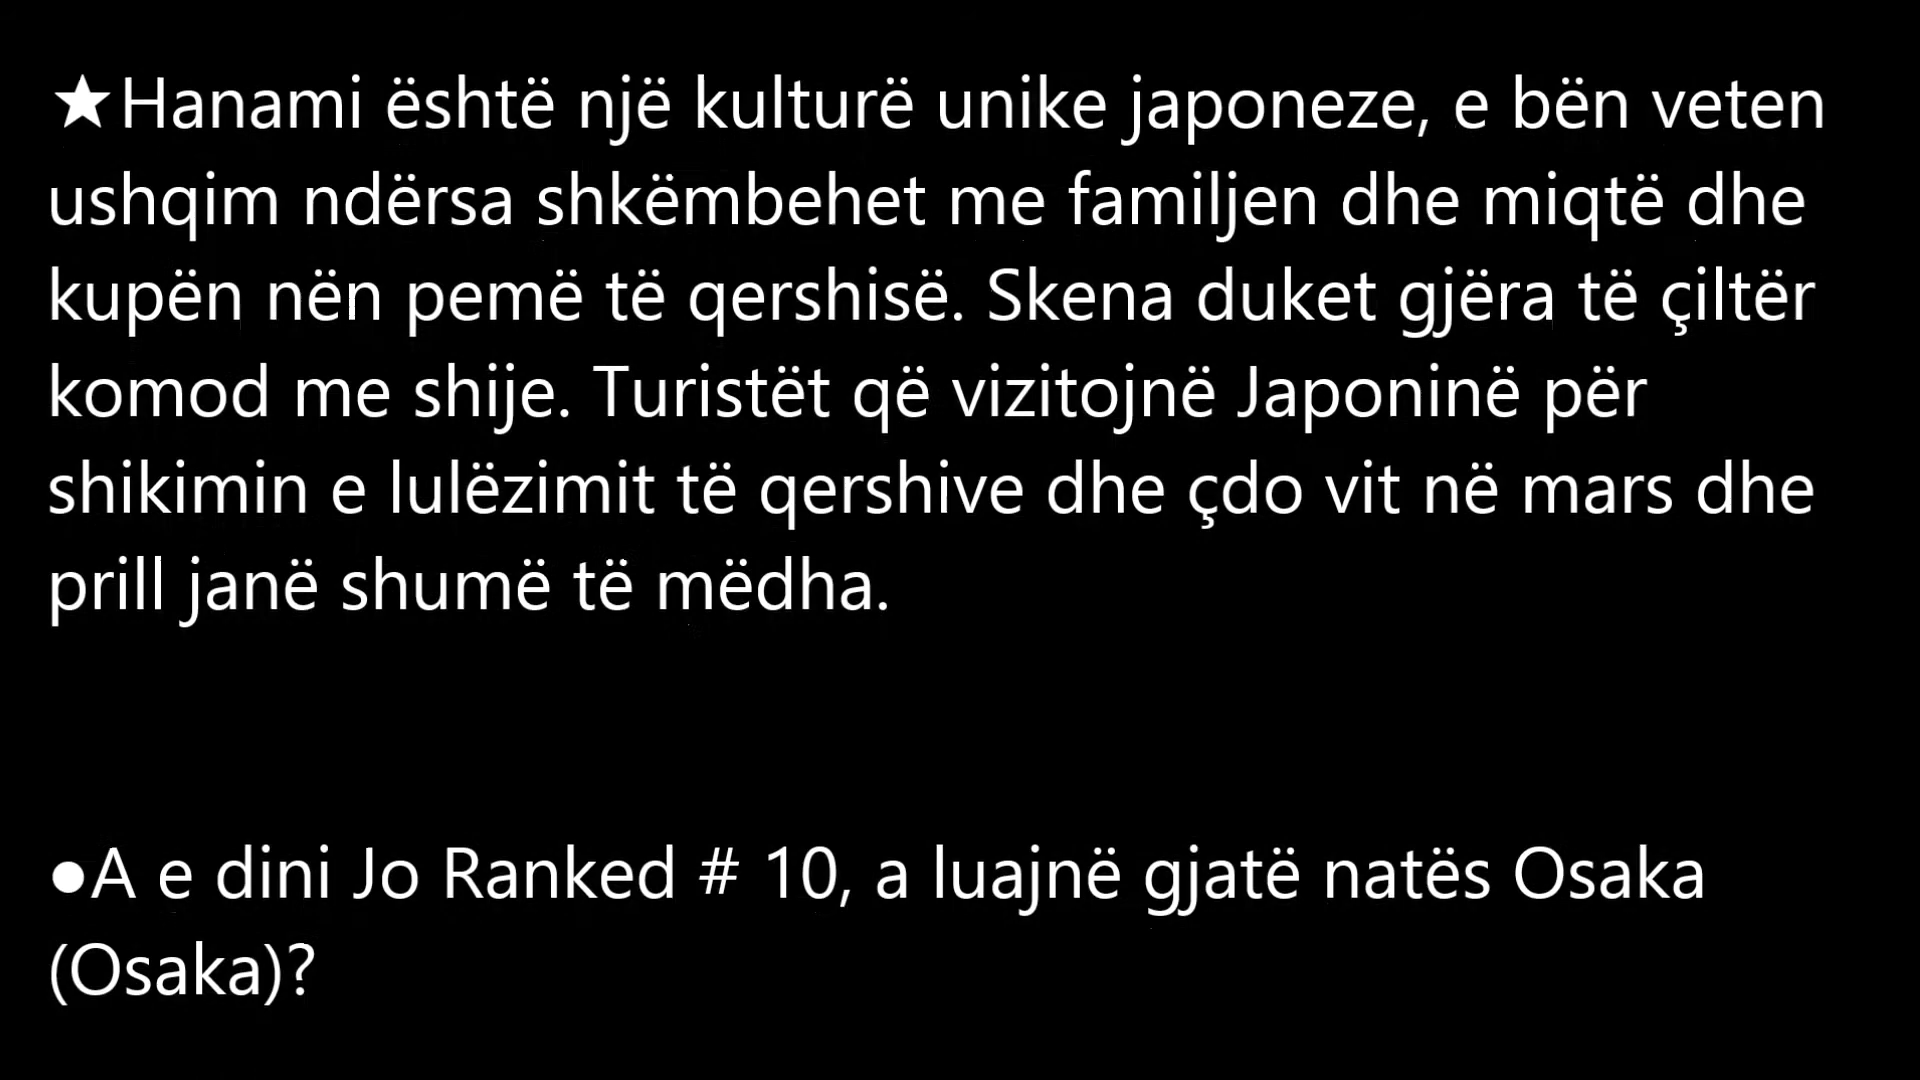 ★Hanami është një kulturë unike japoneze, e bën veten
ushqim ndërsa shkëmbehet me familjen dhe miqtë dhe
kupën nën pemë të qershisë. Skena duket gjëra të çiltër
komod me shije. Turistët që vizitojnë Japoninë për
shikimin e lulëzimit të qershive dhe çdo vit në mars dhe
prill janë shumë të mëdha.
●A e dini Jo Ranked # 10, a luajnë gjatë natës Osaka
(Osaka)?